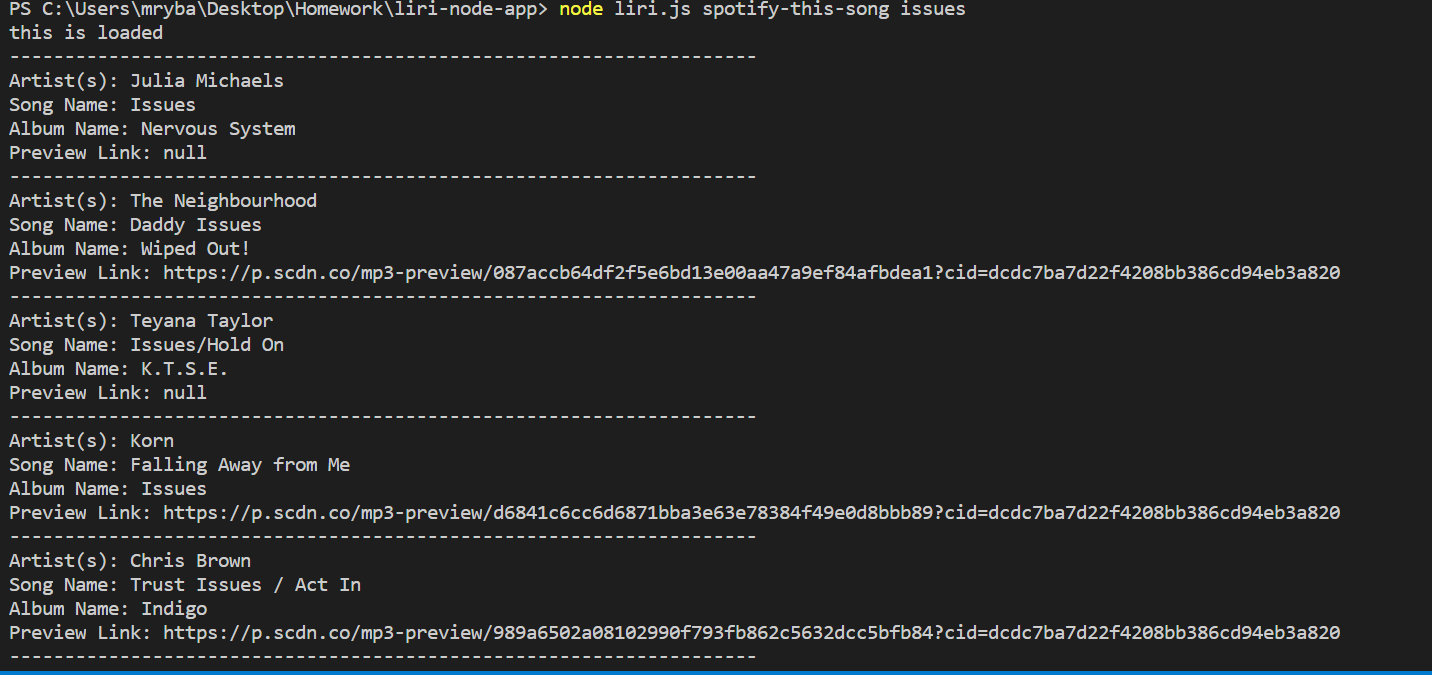 PS C:\Users\mryba\Desktop\Homework\liri-node-app> node liri.js spotify-this-song issues
this is loaded
--------------------------------------------------------------------
Artist(s): Julia Michaels
Song Name: Issues
Album Name: Nervous System
Preview Link: null
--------------------------------------------------------------------
Artist(s): The Neighbourhood
Song Name: Daddy Issues
Album Name: Wiped Out!
Preview Link: https://p.scdn.co/mp3-preview/087accb64df2f5e6bd13e00aa47a9ef84afbdea1?cid=dcdc7ba7d22f4208bb386cd94eb3a820
--------------------------------------------------------------------
Artist(s): Teyana Taylor
Song Name: Issues/Hold On
Album Name: K.T.S.E.
Preview Link: null
--------------------------------------------------------------------
Artist(s): Korn
Song Name: Falling Away from Me
Album Name: Issues
Preview Link: https://p.scdn.co/mp3-preview/d6841c6cc6d6871bba3e63e78384f49e0d8bbb89?cid=dcdc7ba7d22f4208bb386cd94eb3a820
--------------------------------------------------------------------
Artist(s): Chris Brown
Song Name: Trust Issues / Act In
Album Name: Indigo
Preview Link: https://p.scdn.co/mp3-preview/989a6502a08102990f793fb862c5632dcc5bfb84?cid=dcdc7ba7d22f4208bb386cd94eb3a820
--------------------------------------------------------------------